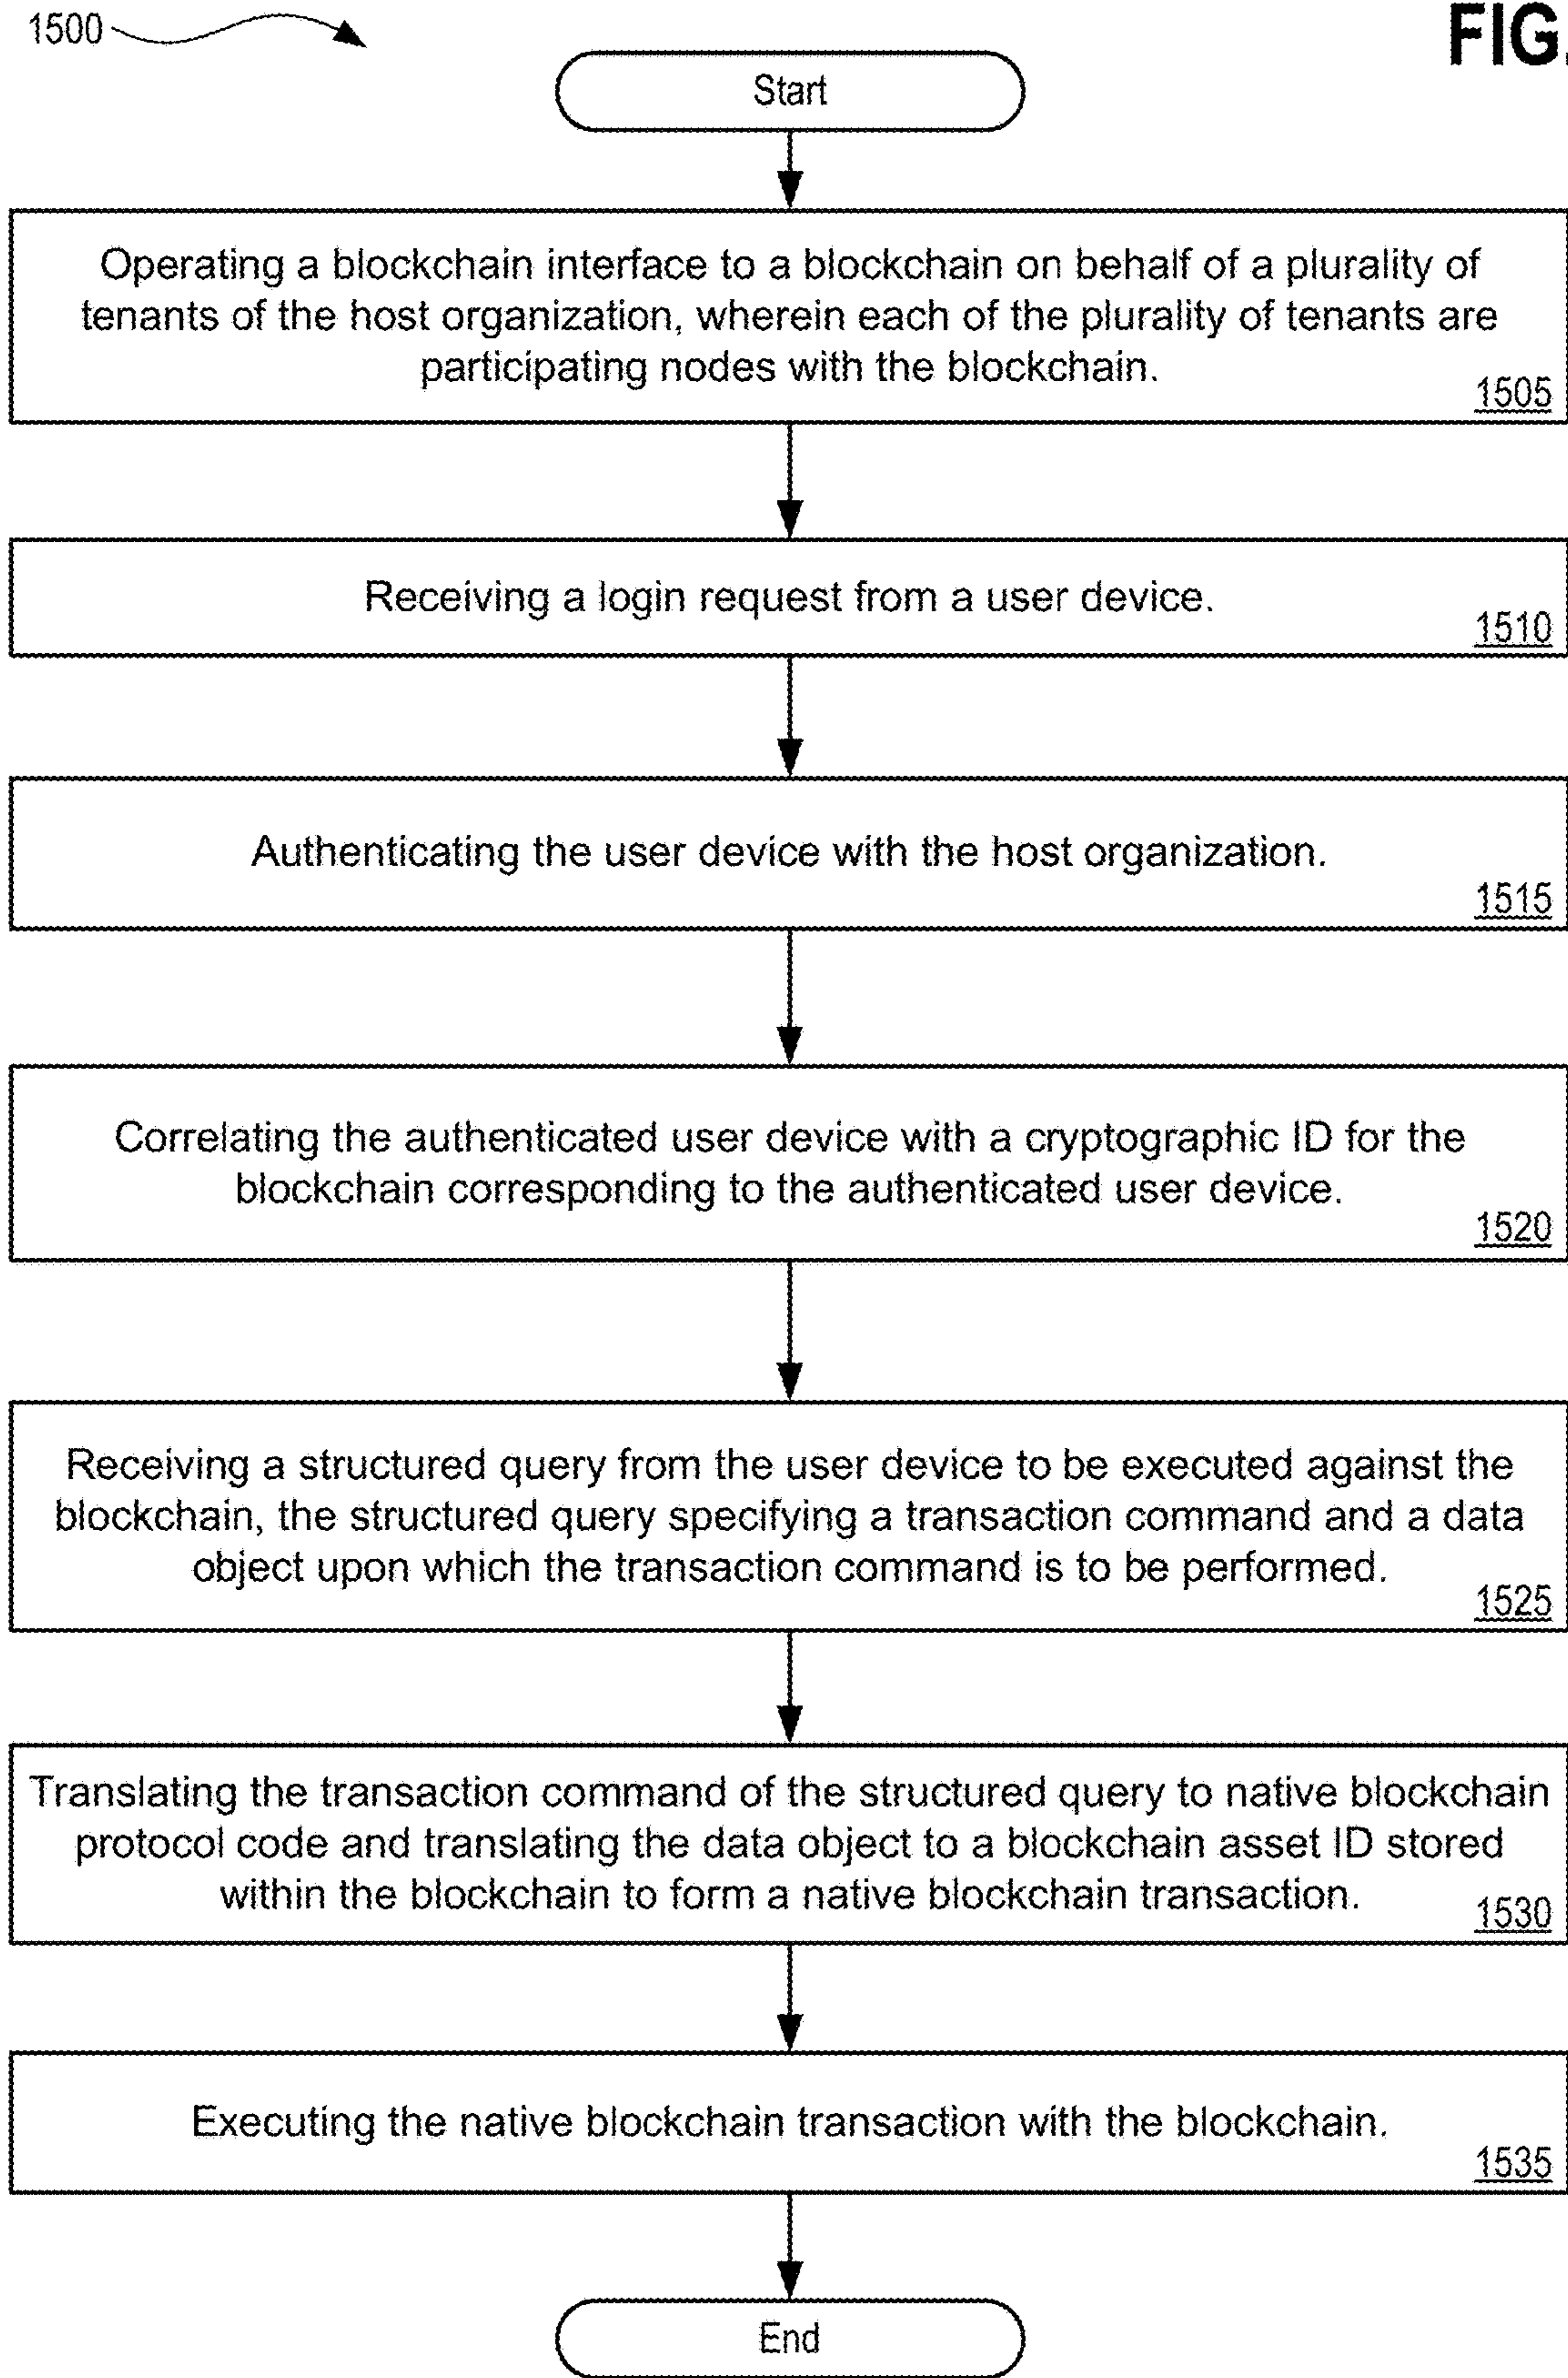 1500
FIG.
Start
Operating a blockchain interface to a blockchain on behalf of a plurality of
tenants of the host organization, wherein each of the plurality of tenants are
participating nodes with the blockchain.
1505
Receiving a login request from a user device.
1510
Authenticating the user device with the host organization.
1515
Correlating the authenticated user device with a cryptographic ID for the
blockchain corresponding to the authenticated user device.
1520
Receiving a structured query from the user device to be executed against the
blockchain, the structured query specifying a transaction command and a data
object upon which the transaction command is to be performed.
1525
Translating the transaction command of the structured query to native blockchain
protocol code and translating the data object to a blockchain asset ID stored
within the blockchain to form a native blockchain transaction.
1530
Executing the native blockchain transaction with the blockchain.
1535
End